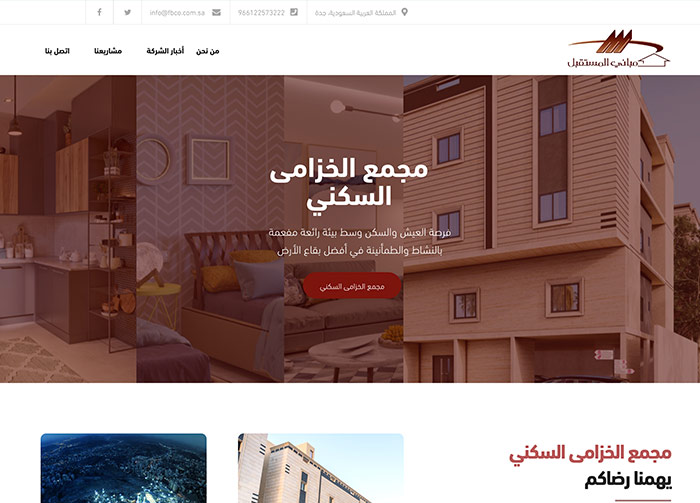 المملكة العربية السعودية، جدة
966122573222
info@fbco.com.sa
مباني المستقبل
من نحن
أخبار الشركة
مشاريعنا
اتصل بنا
مجمع الخزامى
السكني
فرصة العيش والسكن وسط بيئة رائعة مفعمة
بالنشاط والطمأنينة في أفضل بقاع الأرض
مجمع الخزامى السكني
مجمع الخزامى السكني
يهمنا رضاكم